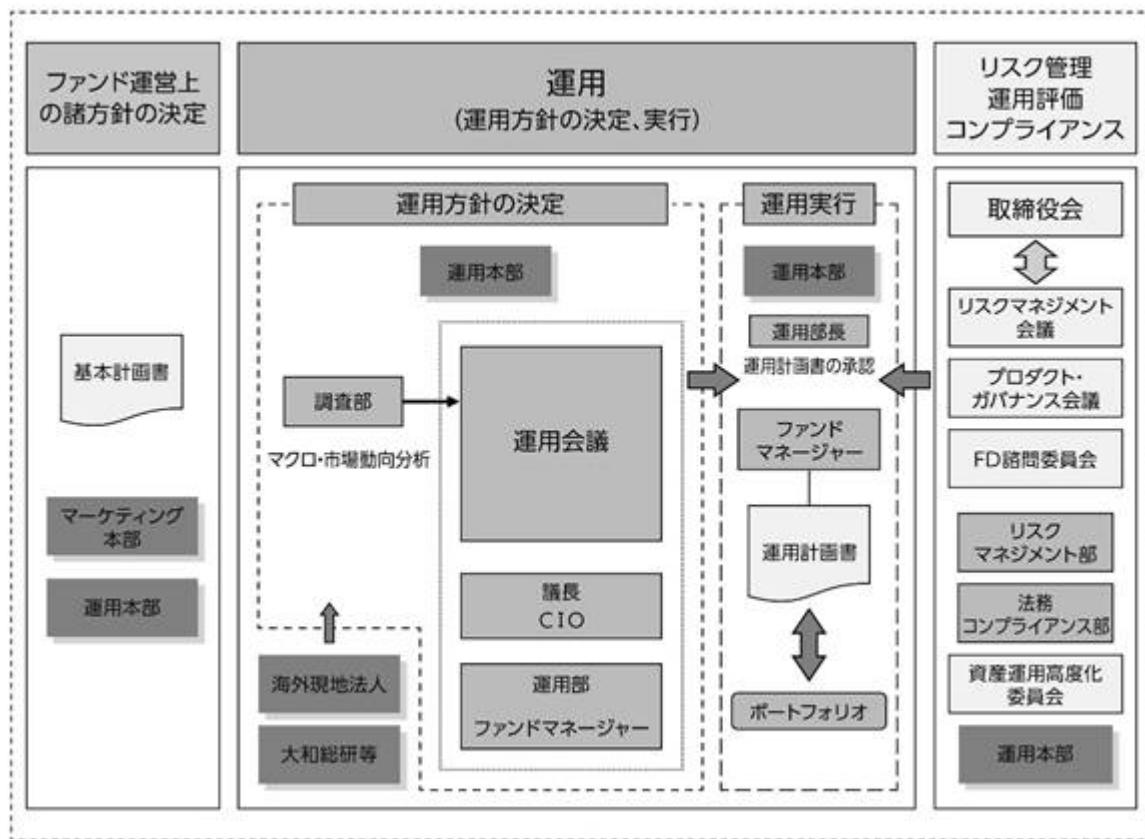 ファンド運営上
の諸方針の決定
基本計画書
マーケティング
本部
運用本部
運用
(運用方針の決定、実行)
運用方針の決定
運用本部
調査部
マクロ・市場動向分析
運用会議
議長
CIO
運用部
ファンドマネージャー
海外現地法人
大和総研等
運用実行
運用本部
運用部長
運用計画書の承認
ファンド
マネージャー
運用計画書
ポートフォリオ
リスク管理
運用評価
コンプライアンス
取締役会
リスクマネジメント
会議
プロダクト・
ガバナンス会議
FD諮問委員会
リスク
マネジメント部
法務
コンプライアンス部
資産運用高度化
委員会
運用本部